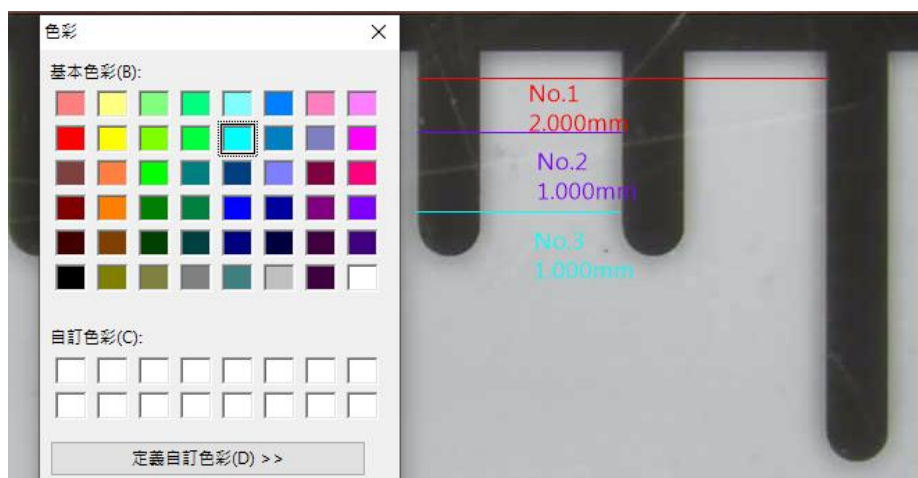 色彩
基本色彩(B):
自訂色彩(C):
定義自訂色彩(D) >>
No.1
2.000mm
No.2
1.000mm
No.3
1.000mm